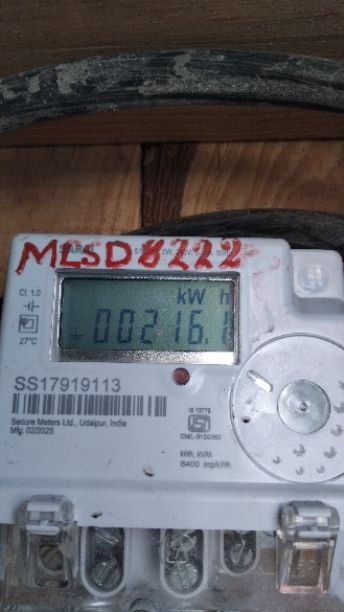 MLSD8222
Cl. 1.0
kW h
00216.1
27°C
SS17919113
Secure Meters Ltd., Udaipur, India
Mfg: 02/2025
IS 13779
kWh, kVAh
6400 imp/kWh